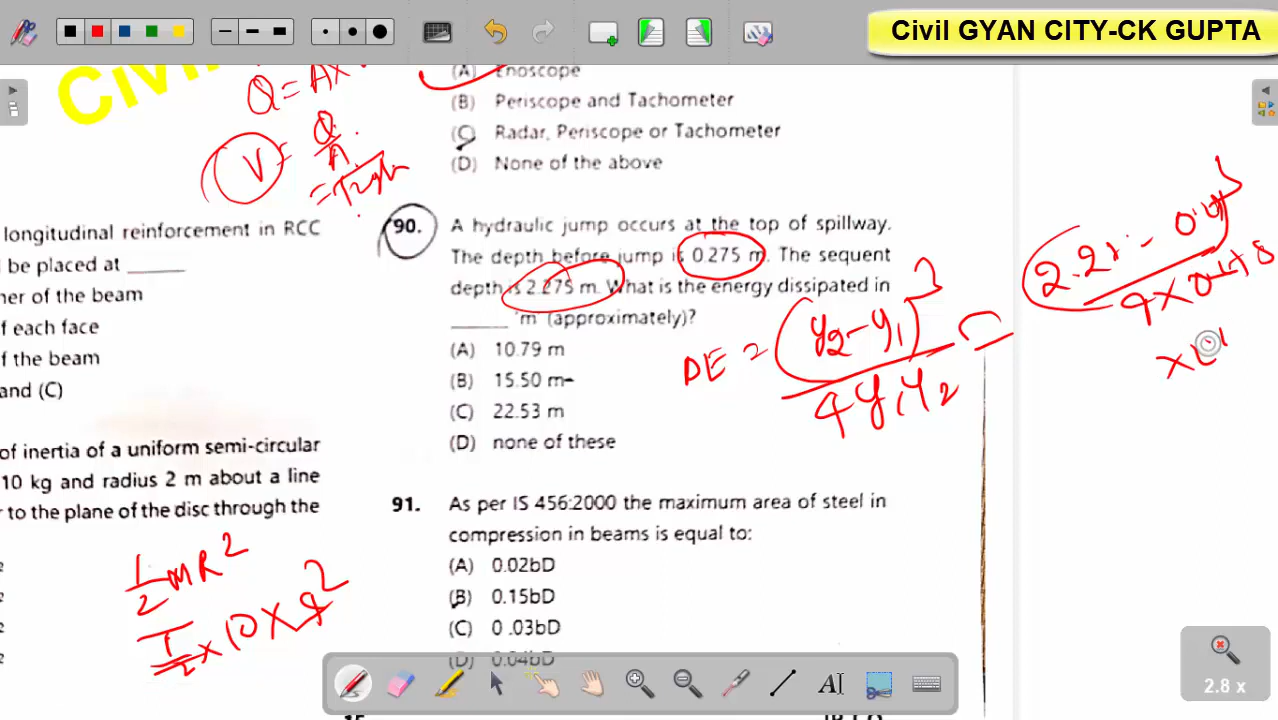 Civil GYAN CITY-CK GUPTA
Civil
Q = A×
V = Q/A
(A) Enoscope
(B) Periscope and Tachometer
(C) Radar, Periscope or Tachometer
(D) None of the above
longitudinal reinforcement in RCC
l be placed at ______
ner of the beam
f each face
f the beam
and (C)
90. A hydraulic jump occurs at the top of spillway.
The depth before jump is 0.275 m. The sequent
depth is 2.275 m. What is the energy dissipated in
______ m (approximately)?
(A) 10.79 m
(B) 15.50 m
(C) 22.53 m
(D) none of these
DE = (y2-y1)3
4y1y2
=
of inertia of a uniform semi-circular
10 kg and radius 2 m about a line
r to the plane of the disc through the
1/2 mR2
1/2 × 10 ×
91. As per IS 456:2000 the maximum area of steel in
compression in beams is equal to:
(A) 0.02bD
(B) 0.15bD
(C) 0 .03bD
(D) 0.04bD
AI
2.8 x